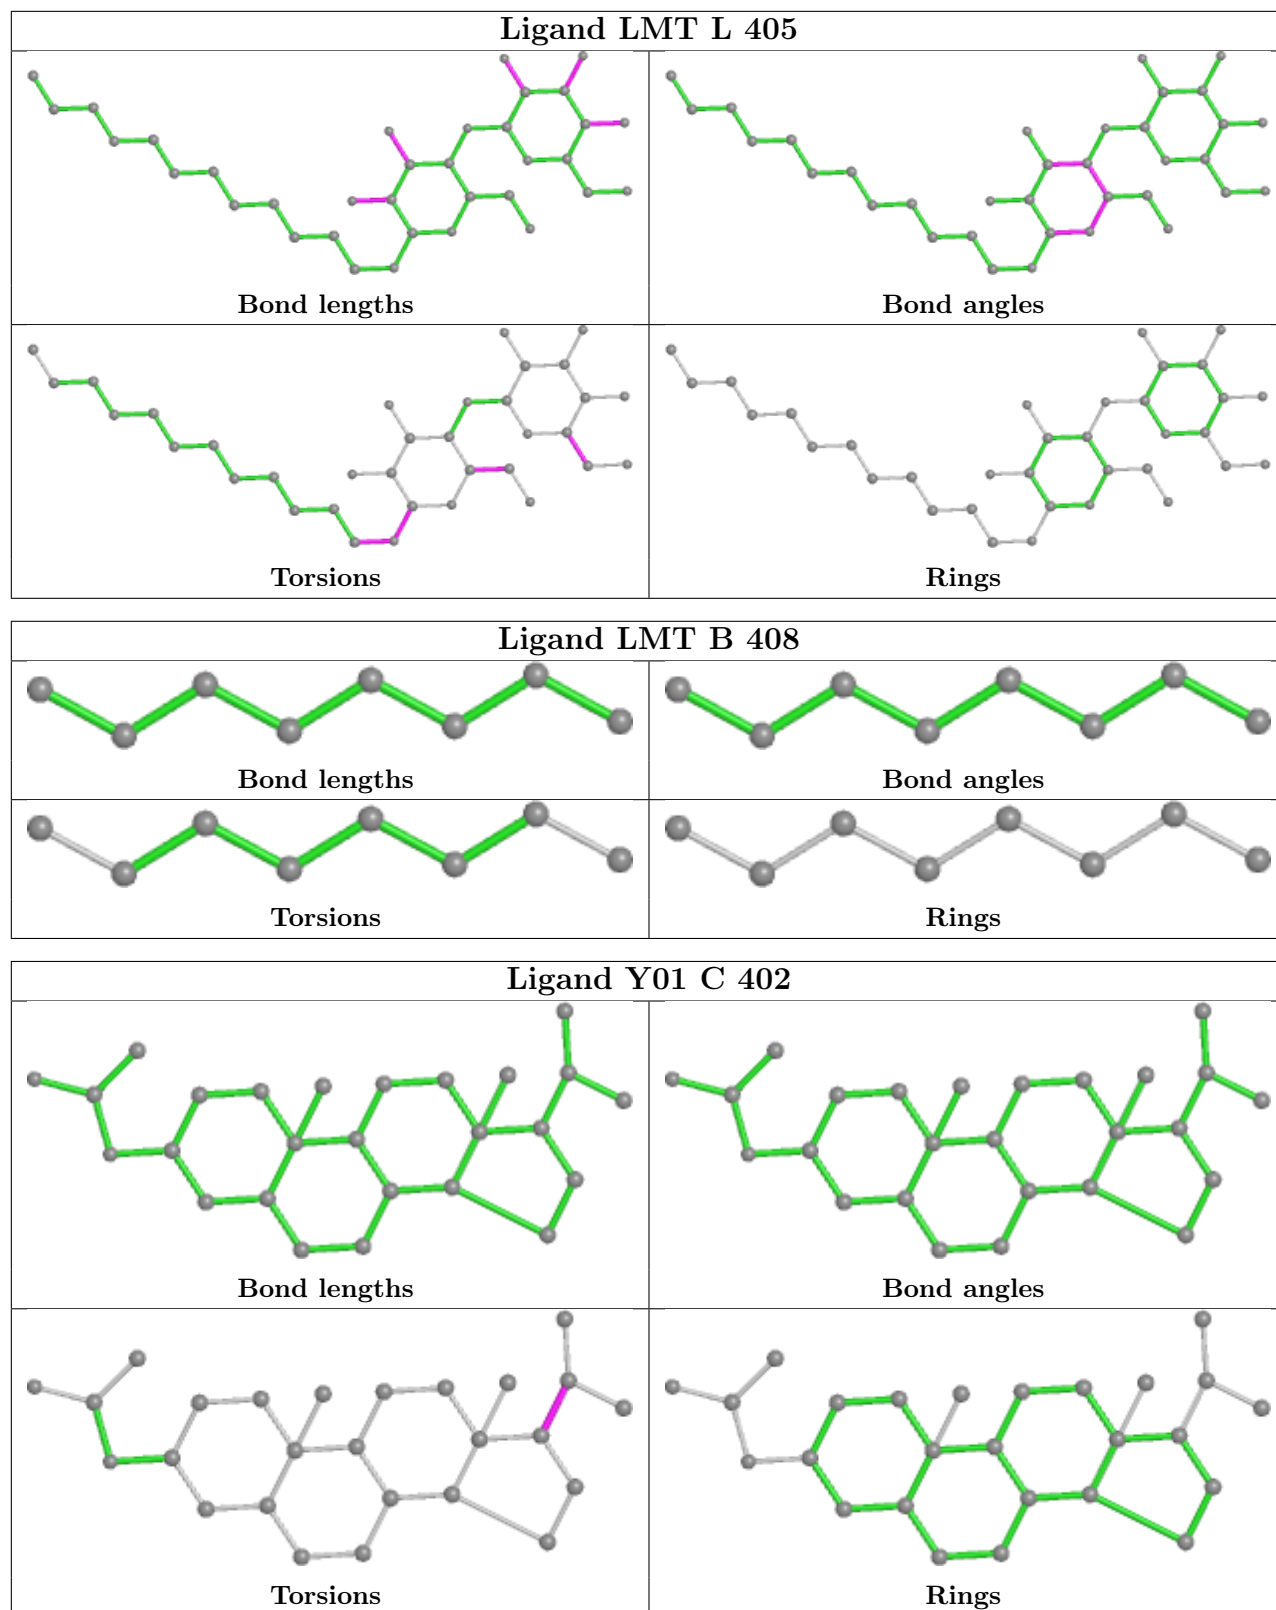 Ligand LMT L 405
Bond lengths
Bond angles
Torsions
Rings
Ligand LMT B 408
Bond lengths
Bond angles
Torsions
Rings
Ligand Y01 C 402
Bond lengths
Bond angles
Torsions
Rings